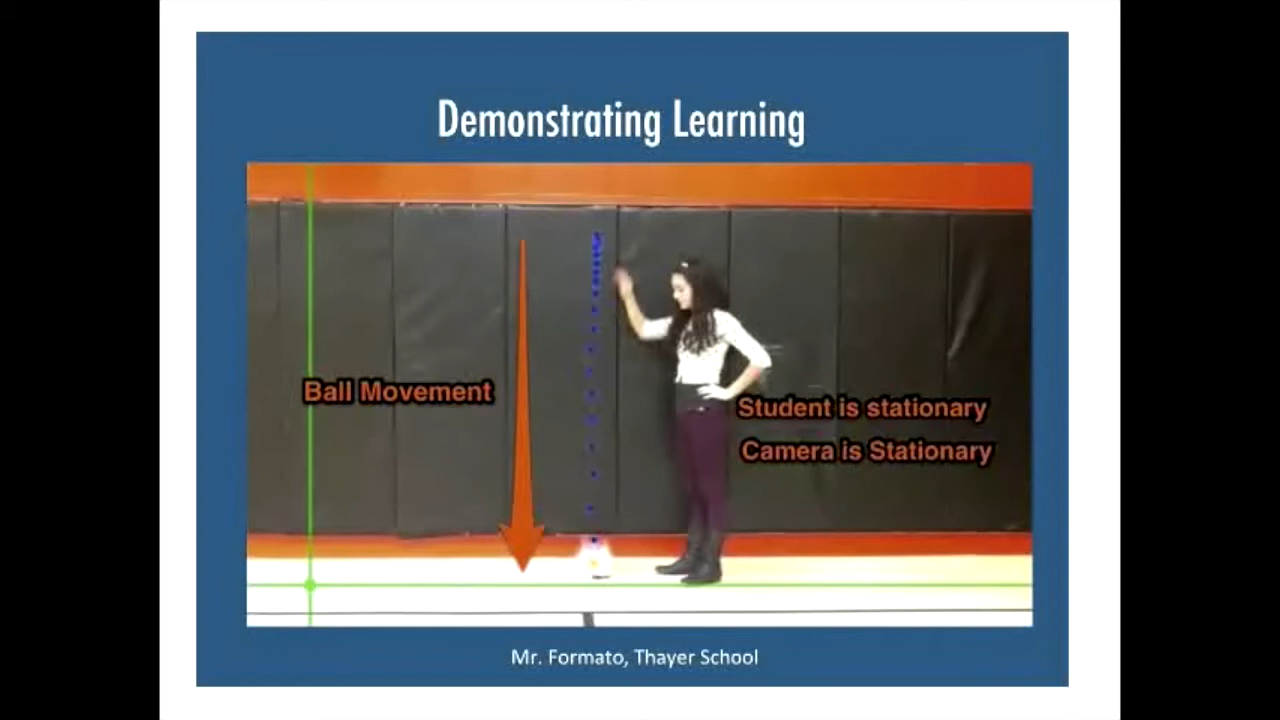 Demonstrating Learning
Ball Movement
Student is stationary
Camera is Stationary
Mr. Formato, Thayer School